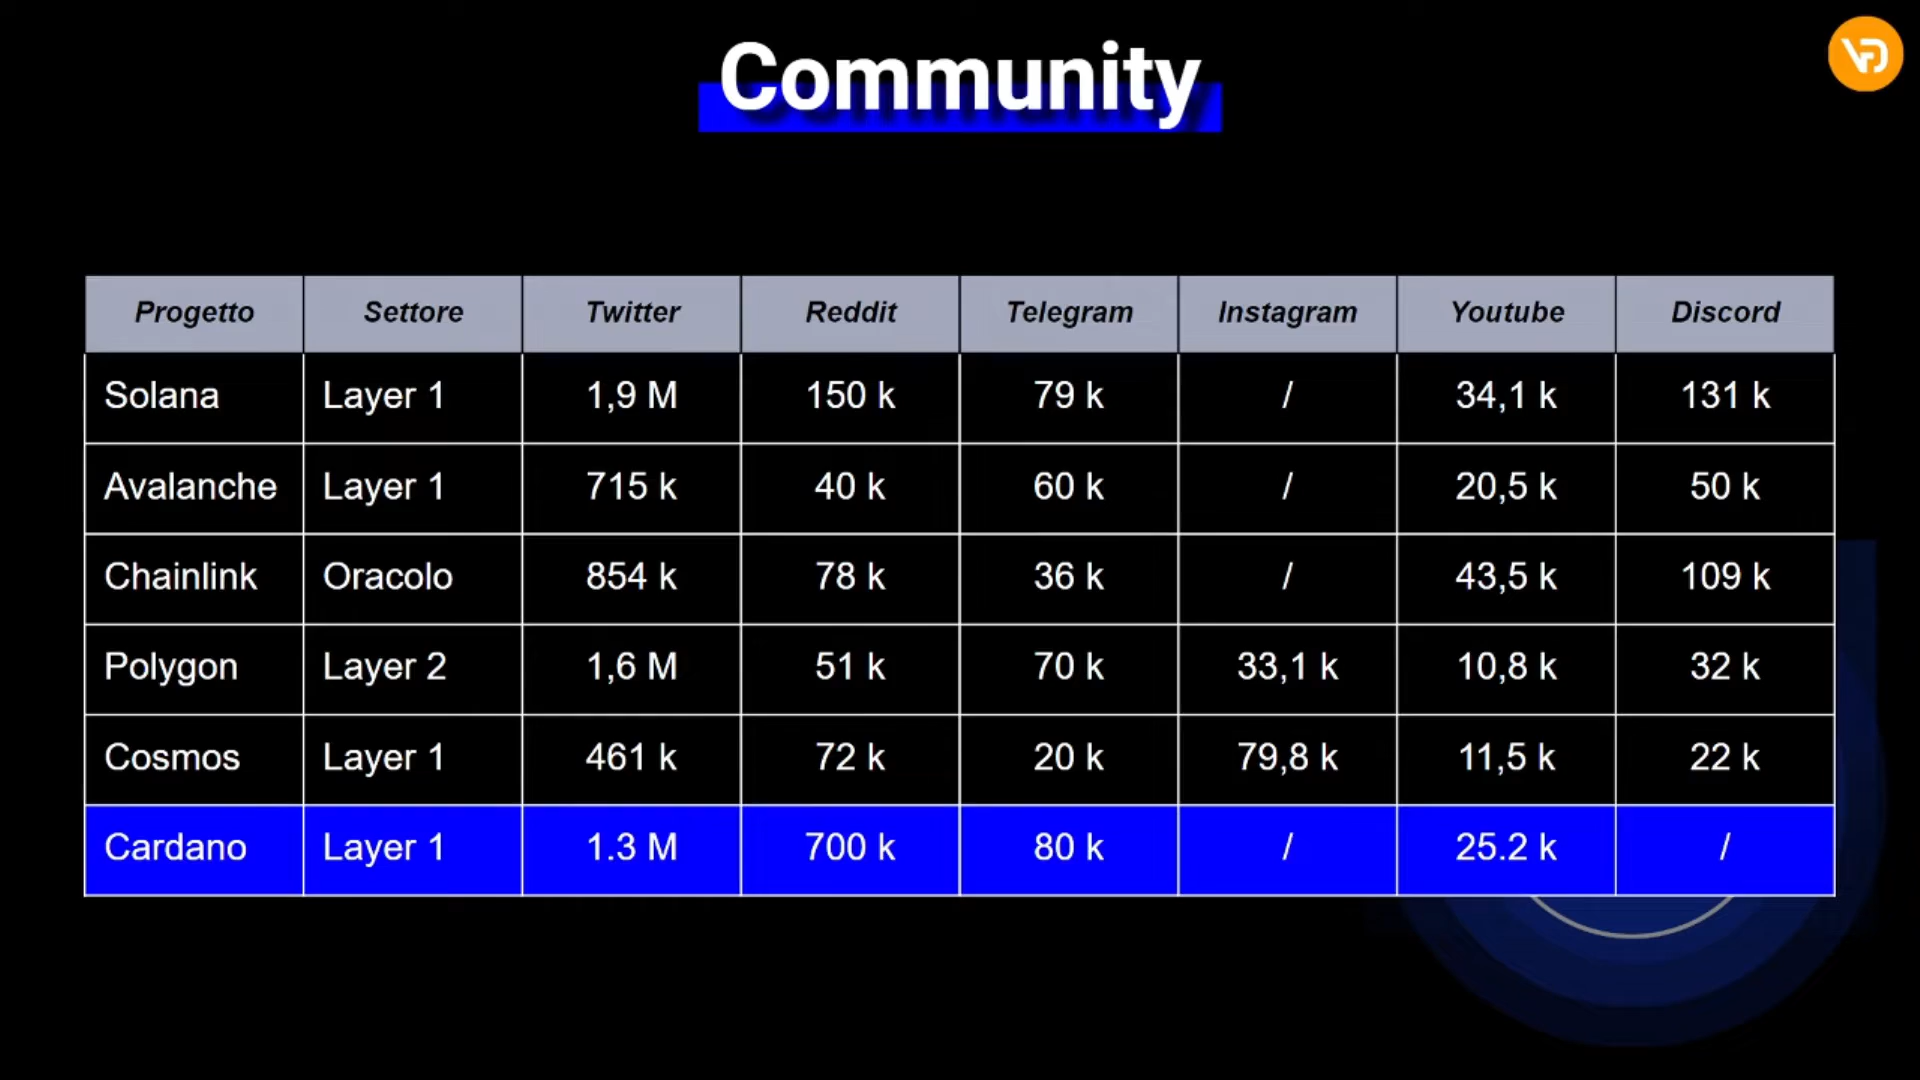 Community
Progetto Settore Twitter Reddit Telegram Instagram Youtube Discord
Solana Layer 1 1,9 M 150 k 79 k / 34,1 k 131 k
Avalanche Layer 1 715 k 40 k 60 k / 20,5 k 50 k
Chainlink Oracolo 854 k 78 k 36 k / 43,5 k 109 k
Polygon Layer 2 1,6 M 51 k 70 k 33,1 k 10,8 k 32 k
Cosmos Layer 1 461 k 72 k 20 k 79,8 k 11,5 k 22 k
Cardano Layer 1 1.3 M 700 k 80 k / 25.2 k /